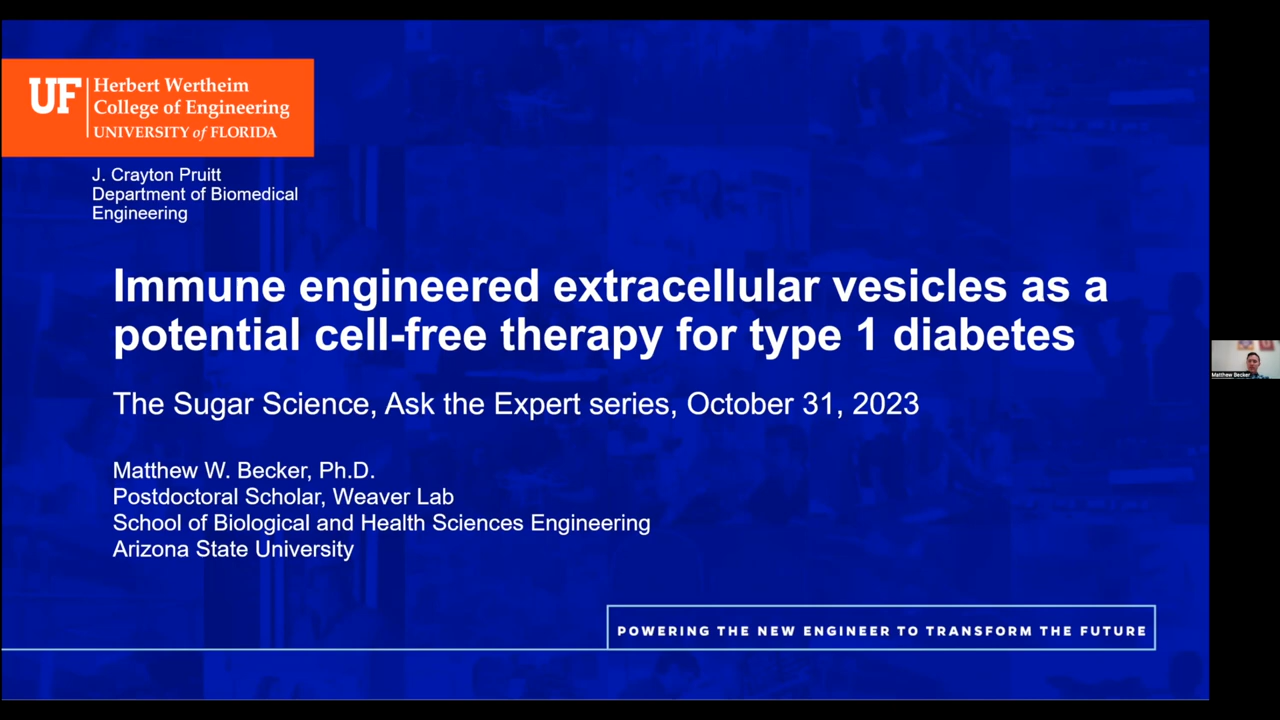 UF
Herbert Wertheim
College of Engineering
UNIVERSITY of FLORIDA
J. Crayton Pruitt
Department of Biomedical
Engineering
Immune engineered extracellular vesicles as a
potential cell-free therapy for type 1 diabetes
The Sugar Science, Ask the Expert series, October 31, 2023
Matthew W. Becker, Ph.D.
Postdoctoral Scholar, Weaver Lab
School of Biological and Health Sciences Engineering
Arizona State University
POWERING THE NEW ENGINEER TO TRANSFORM THE FUTURE
Matthew Becker